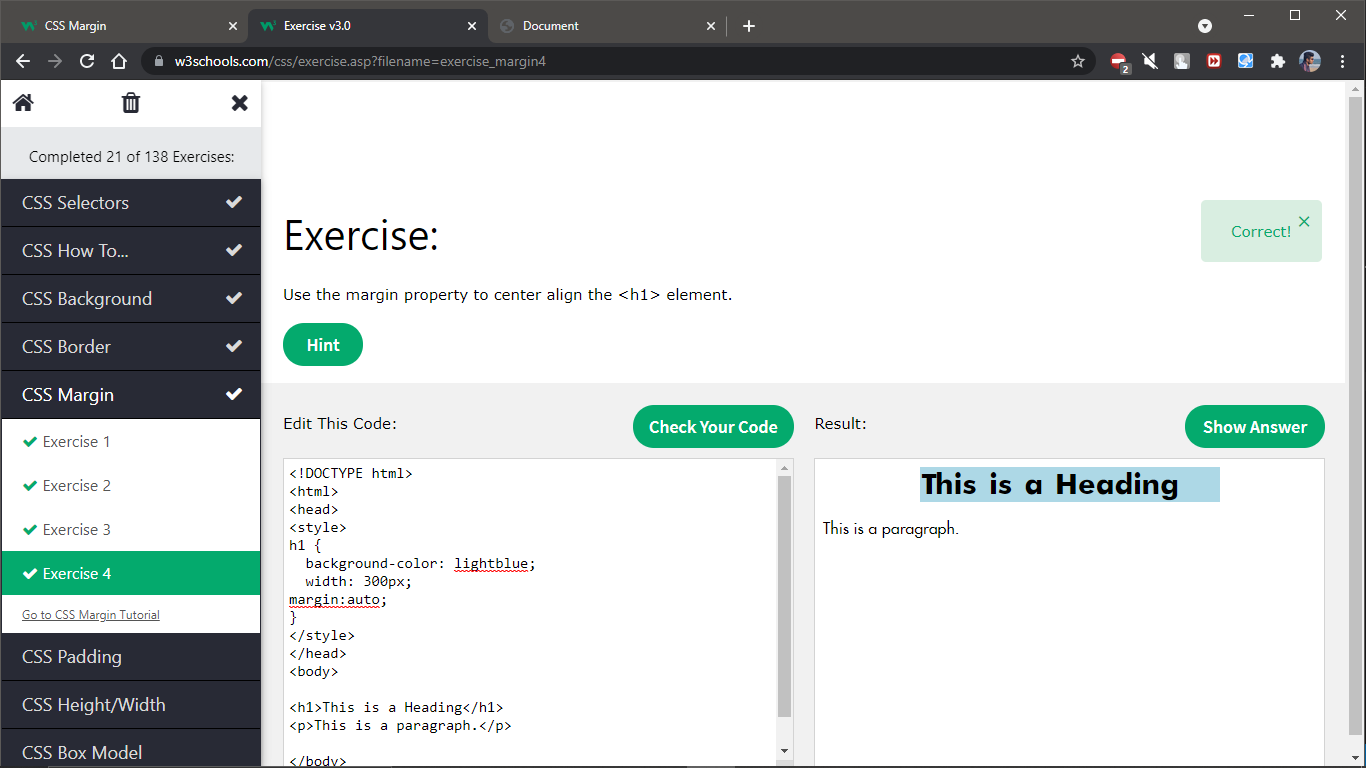 CSS Margin
Exercise v3.0
Document
w3schools.com/css/exercise.asp?filename=exercise_margin4
2
Completed 21 of 138 Exercises:
CSS Selectors
CSS How To...
CSS Background
CSS Border
CSS Margin
Exercise 1
Exercise 2
Exercise 3
Exercise 4
Go to CSS Margin Tutorial
CSS Padding
CSS Height/Width
CSS Box Model
Exercise:
Correct!
Use the margin property to center align the <h1> element.
Hint
Edit This Code:
Check Your Code
<!DOCTYPE html>
<html>
<head>
<style>
h1 {
  background-color: lightblue;
  width: 300px;
margin:auto;
}
</style>
</head>
<body>
<h1>This is a Heading</h1>
<p>This is a paragraph.</p>
</body>
Result:
Show Answer
This is a Heading
This is a paragraph.